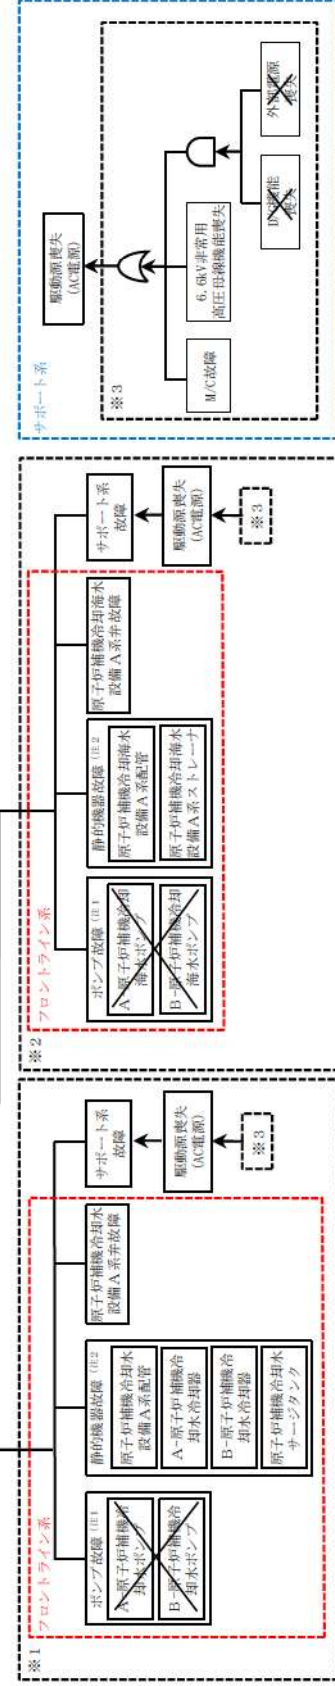 ※1
フロントライン系
ポンプ故障(注1
A-原子炉補機冷
却水ポンプ
B-原子炉補機冷
却水ポンプ
静的機器故障(注2
原子炉補機冷却水
設備A系配管
A-原子炉補機冷
却水冷却器
B-原子炉補機冷
却水冷却器
原子炉補機冷却水
サージタンク
原子炉補機冷却水
設備A系弁故障
サポート系
故障
駆動源喪失
(AC電源)
※3
※2
フロントライン系
ポンプ故障(注1
A-原子炉補機冷却
海水ポンプ
B-原子炉補機冷却
海水ポンプ
静的機器故障(注2
原子炉補機冷却海水
設備A系配管
原子炉補機冷却海水
設備A系ストレーナ
原子炉補機冷却海水
設備A系弁故障
サポート系
故障
駆動源喪失
(AC電源)
※3
サポート系
駆動源喪失
(AC電源)
※3
M/C故障
6.6kV非常用
高圧母線機能喪失
D/G機能
喪失
外部電源
喪失